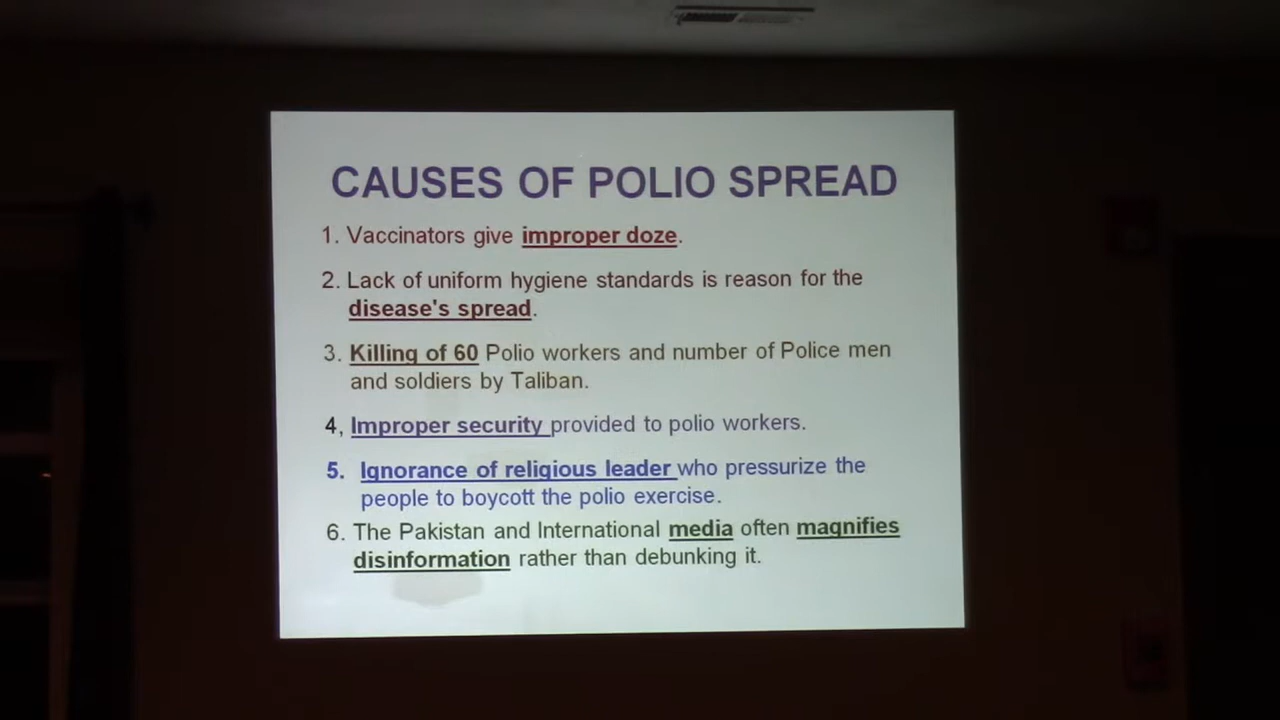 CAUSES OF POLIO SPREAD
1. Vaccinators give improper doze.
2. Lack of uniform hygiene standards is reason for the
disease's spread.
3. Killing of 60 Polio workers and number of Police men
and soldiers by Taliban.
4, Improper security provided to polio workers.
5. Ignorance of religious leader who pressurize the
people to boycott the polio exercise.
6. The Pakistan and International media often magnifies
disinformation rather than debunking it.